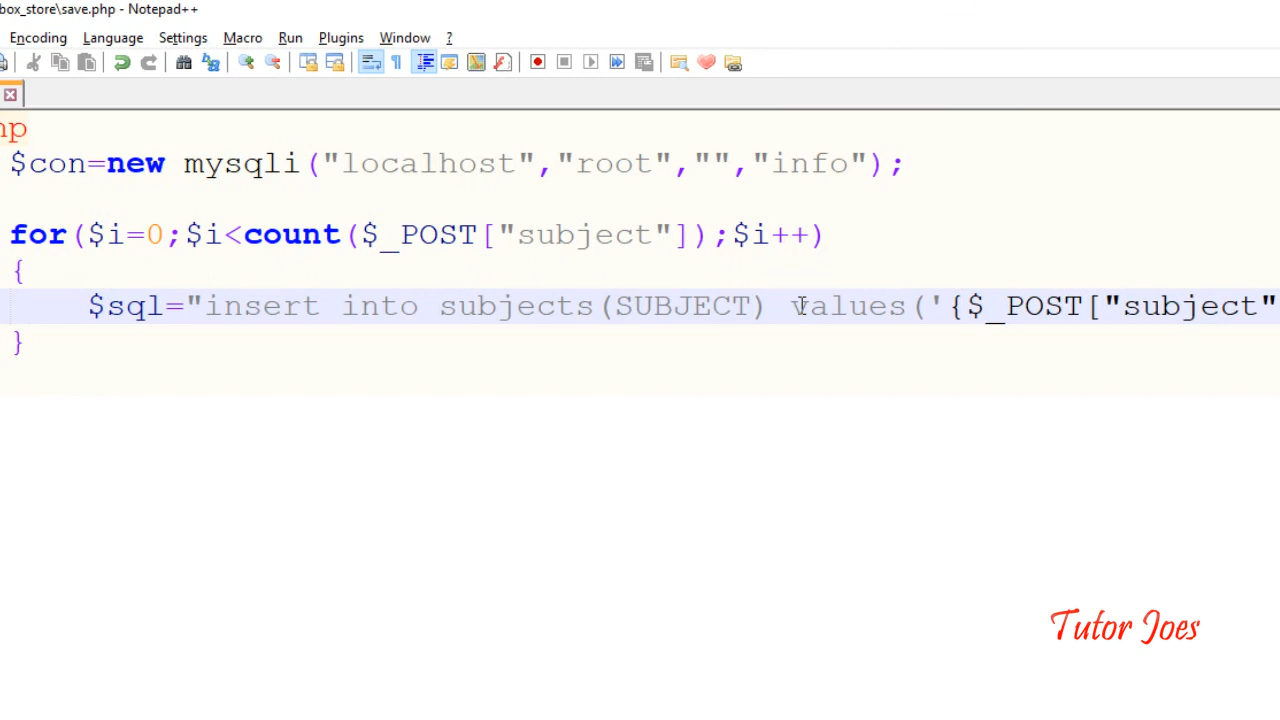 box_store\save.php - Notepad++
Encoding Language Settings Macro Run Plugins Window ?
hp
$con=new mysqli("localhost","root","","info");
for($i=0;$i<count($_POST["subject"]);$i++)
{
$sql="insert into subjects(SUBJECT) values('{$_POST["subject"
}
Tutor Joes